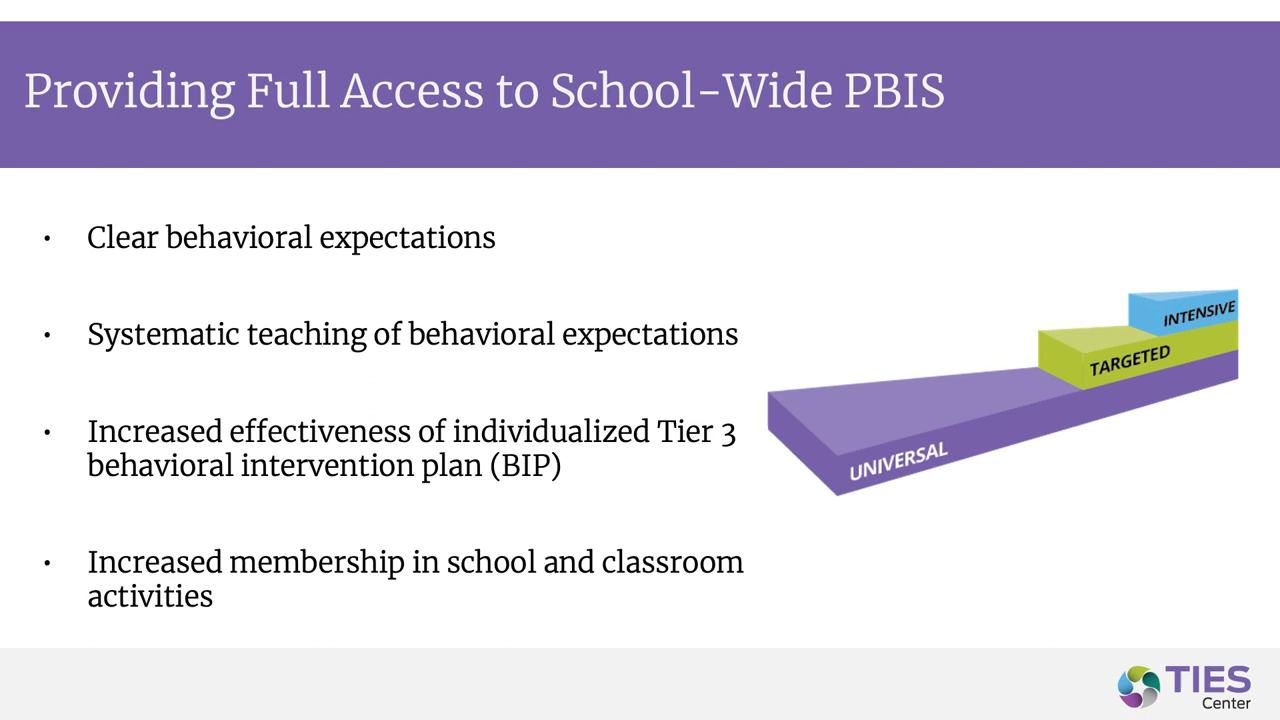 Providing Full Access to School-Wide PBIS
• Clear behavioral expectations
• Systematic teaching of behavioral expectations
• Increased effectiveness of individualized Tier 3
behavioral intervention plan (BIP)
• Increased membership in school and classroom
activities
INTENSIVE
TARGETED
UNIVERSAL
TIES
Center